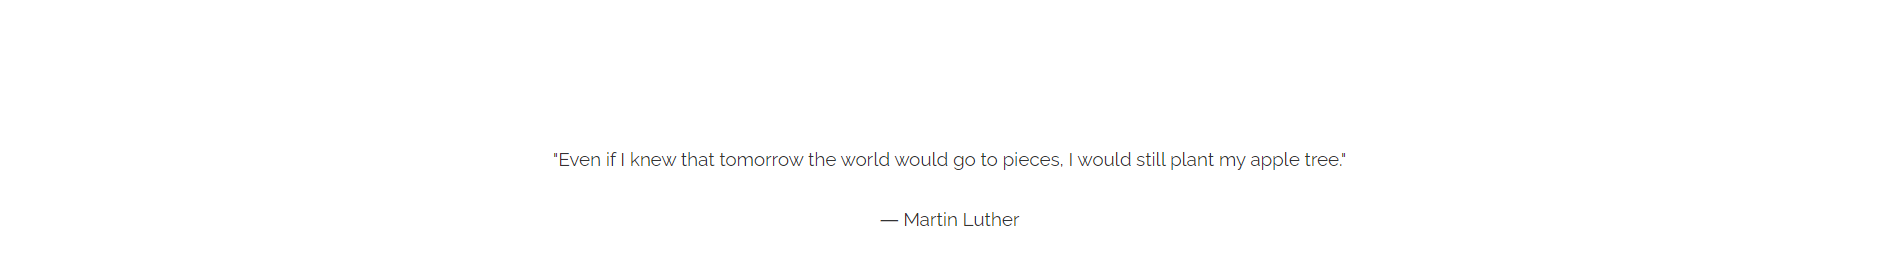 "Even if I knew that tomorrow the world would go to pieces, I would still plant my apple tree."
— Martin Luther